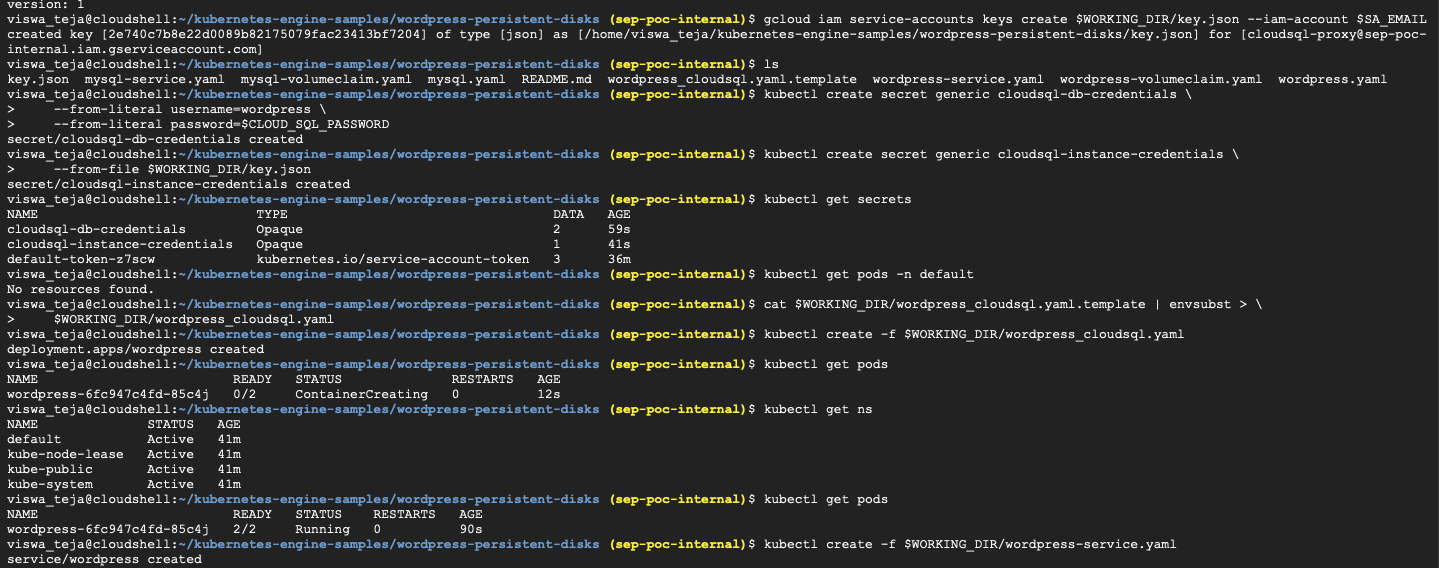 version: 1
viswa_teja@cloudshell:~/kubernetes-engine-samples/wordpress-persistent-disks (sep-poc-internal)$ gcloud iam service-accounts keys create $WORKING_DIR/key.json --iam-account $SA_EMAIL
created key [2e740c7b8e22d0089b82175079fac23413bf7204] of type [json] as [/home/viswa_teja/kubernetes-engine-samples/wordpress-persistent-disks/key.json] for [cloudsql-proxy@sep-poc-
internal.iam.gserviceaccount.com]
viswa_teja@cloudshell:~/kubernetes-engine-samples/wordpress-persistent-disks (sep-poc-internal)$ ls
key.json  mysql-service.yaml  mysql-volumeclaim.yaml  mysql.yaml  README.md  wordpress_cloudsql.yaml.template  wordpress-service.yaml  wordpress-volumeclaim.yaml  wordpress.yaml
viswa_teja@cloudshell:~/kubernetes-engine-samples/wordpress-persistent-disks (sep-poc-internal)$ kubectl create secret generic cloudsql-db-credentials \
>     --from-literal username=wordpress \
>     --from-literal password=$CLOUD_SQL_PASSWORD
secret/cloudsql-db-credentials created
viswa_teja@cloudshell:~/kubernetes-engine-samples/wordpress-persistent-disks (sep-poc-internal)$ kubectl create secret generic cloudsql-instance-credentials \
>     --from-file $WORKING_DIR/key.json
secret/cloudsql-instance-credentials created
viswa_teja@cloudshell:~/kubernetes-engine-samples/wordpress-persistent-disks (sep-poc-internal)$ kubectl get secrets
NAME                            TYPE                                  DATA   AGE
cloudsql-db-credentials         Opaque                                2      59s
cloudsql-instance-credentials   Opaque                                1      41s
default-token-z7scw             kubernetes.io/service-account-token   3      36m
viswa_teja@cloudshell:~/kubernetes-engine-samples/wordpress-persistent-disks (sep-poc-internal)$ kubectl get pods -n default
No resources found.
viswa_teja@cloudshell:~/kubernetes-engine-samples/wordpress-persistent-disks (sep-poc-internal)$ cat $WORKING_DIR/wordpress_cloudsql.yaml.template | envsubst > \
>     $WORKING_DIR/wordpress_cloudsql.yaml
viswa_teja@cloudshell:~/kubernetes-engine-samples/wordpress-persistent-disks (sep-poc-internal)$ kubectl create -f $WORKING_DIR/wordpress_cloudsql.yaml
deployment.apps/wordpress created
viswa_teja@cloudshell:~/kubernetes-engine-samples/wordpress-persistent-disks (sep-poc-internal)$ kubectl get pods
NAME                         READY   STATUS              RESTARTS   AGE
wordpress-6fc947c4fd-85c4j   0/2     ContainerCreating   0          12s
viswa_teja@cloudshell:~/kubernetes-engine-samples/wordpress-persistent-disks (sep-poc-internal)$ kubectl get ns
NAME              STATUS   AGE
default           Active   41m
kube-node-lease   Active   41m
kube-public       Active   41m
kube-system       Active   41m
viswa_teja@cloudshell:~/kubernetes-engine-samples/wordpress-persistent-disks (sep-poc-internal)$ kubectl get pods
NAME                         READY   STATUS    RESTARTS   AGE
wordpress-6fc947c4fd-85c4j   2/2     Running   0          90s
viswa_teja@cloudshell:~/kubernetes-engine-samples/wordpress-persistent-disks (sep-poc-internal)$ kubectl create -f $WORKING_DIR/wordpress-service.yaml
service/wordpress created